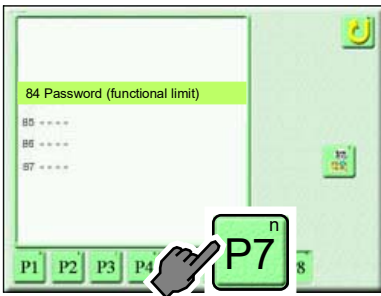 84 Password (functional limit)
85 ----
86 ----
87 ----
P1 P2 P3 P4 P7 n 8